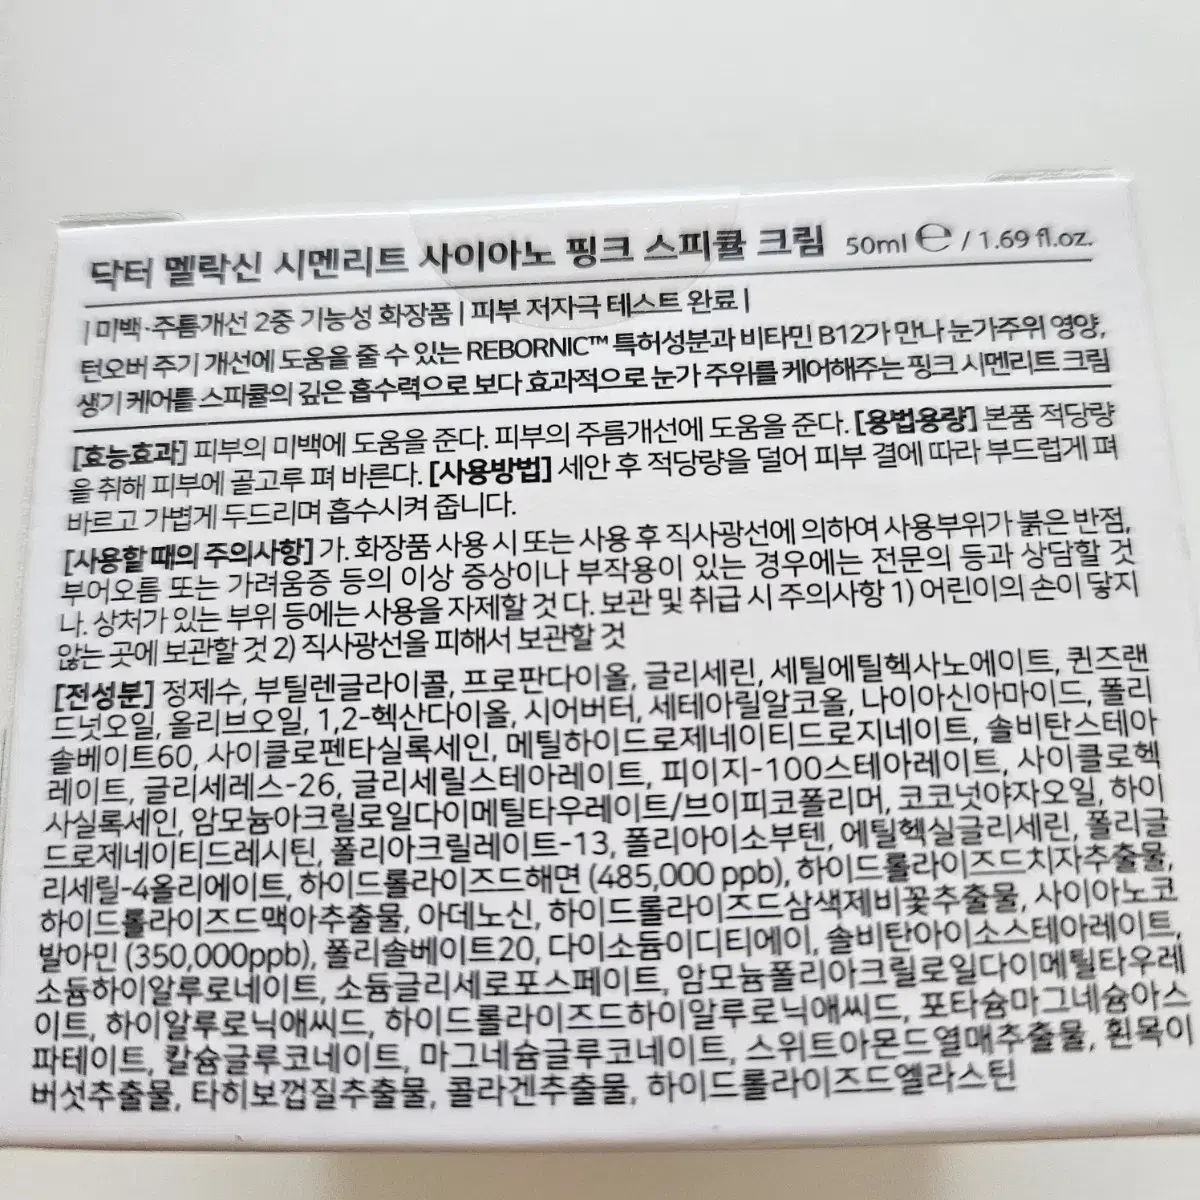 닥터 멜락신 시멘리트 사이아노 핑크 스피큘 크림 50ml ℮ / 1.69 fl.oz.
| 미백·주름개선 2중 기능성 화장품 | 피부 저자극 테스트 완료 |
턴오버 주기 개선에 도움을 줄 수 있는 REBORNIC™ 특허성분과 비타민 B12가 만나 눈가주위 영양,
생기 케어를 스피큘의 깊은 흡수력으로 보다 효과적으로 눈가 주위를 케어해주는 핑크 시멘리트 크림
[효능효과] 피부의 미백에 도움을 준다. 피부의 주름개선에 도움을 준다. [용법용량] 본품 적당량
을 취해 피부에 골고루 펴 바른다. [사용방법] 세안 후 적당량을 덜어 피부 결에 따라 부드럽게 펴
바르고 가볍게 두드리며 흡수시켜 줍니다.
[사용할 때의 주의사항] 가. 화장품 사용 시 또는 사용 후 직사광선에 의하여 사용부위가 붉은 반점,
부어오름 또는 가려움증 등의 이상 증상이나 부작용이 있는 경우에는 전문의 등과 상담할 것
나. 상처가 있는 부위 등에는 사용을 자제할 것 다. 보관 및 취급 시 주의사항 1) 어린이의 손이 닿지
않는 곳에 보관할 것 2) 직사광선을 피해서 보관할 것
[전성분] 정제수, 부틸렌글라이콜, 프로판다이올, 글리세린, 세틸에틸헥사노에이트, 퀸즈랜
드넛오일, 올리브오일, 1,2-헥산다이올, 시어버터, 세테아릴알코올, 나이아신아마이드, 폴리
솔베이트60, 사이클로펜타실록세인, 메틸하이드로제네이티드로지네이트, 솔비탄스테아
레이트, 글리세레스-26, 글리세릴스테아레이트, 피이지-100스테아레이트, 사이클로헥
사실록세인, 암모늄아크릴로일다이메틸타우레이트/브이피코폴리머, 코코넛야자오일, 하이
드로제네이티드레시틴, 폴리아크릴레이트-13, 폴리아이소부텐, 에틸헥실글리세린, 폴리글
리세릴-4올리에이트, 하이드롤라이즈드해면 (485,000 ppb), 하이드롤라이즈드치자추출물,
하이드롤라이즈드맥아추출물, 아데노신, 하이드롤라이즈드삼색제비꽃추출물, 사이아노코
발아민 (350,000ppb), 폴리솔베이트20, 다이소듐이디티에이, 솔비탄아이소스테아레이트,
소듐하이알루로네이트, 소듐글리세로포스페이트, 암모늄폴리아크릴로일다이메틸타우레
이트, 하이알루로닉애씨드, 하이드롤라이즈드하이알루로닉애씨드, 포타슘마그네슘아스
파테이트, 칼슘글루코네이트, 마그네슘글루코네이트, 스위트아몬드열매추출물, 흰목이
버섯추출물, 타히보껍질추출물, 콜라겐추출물, 하이드롤라이즈드엘라스틴